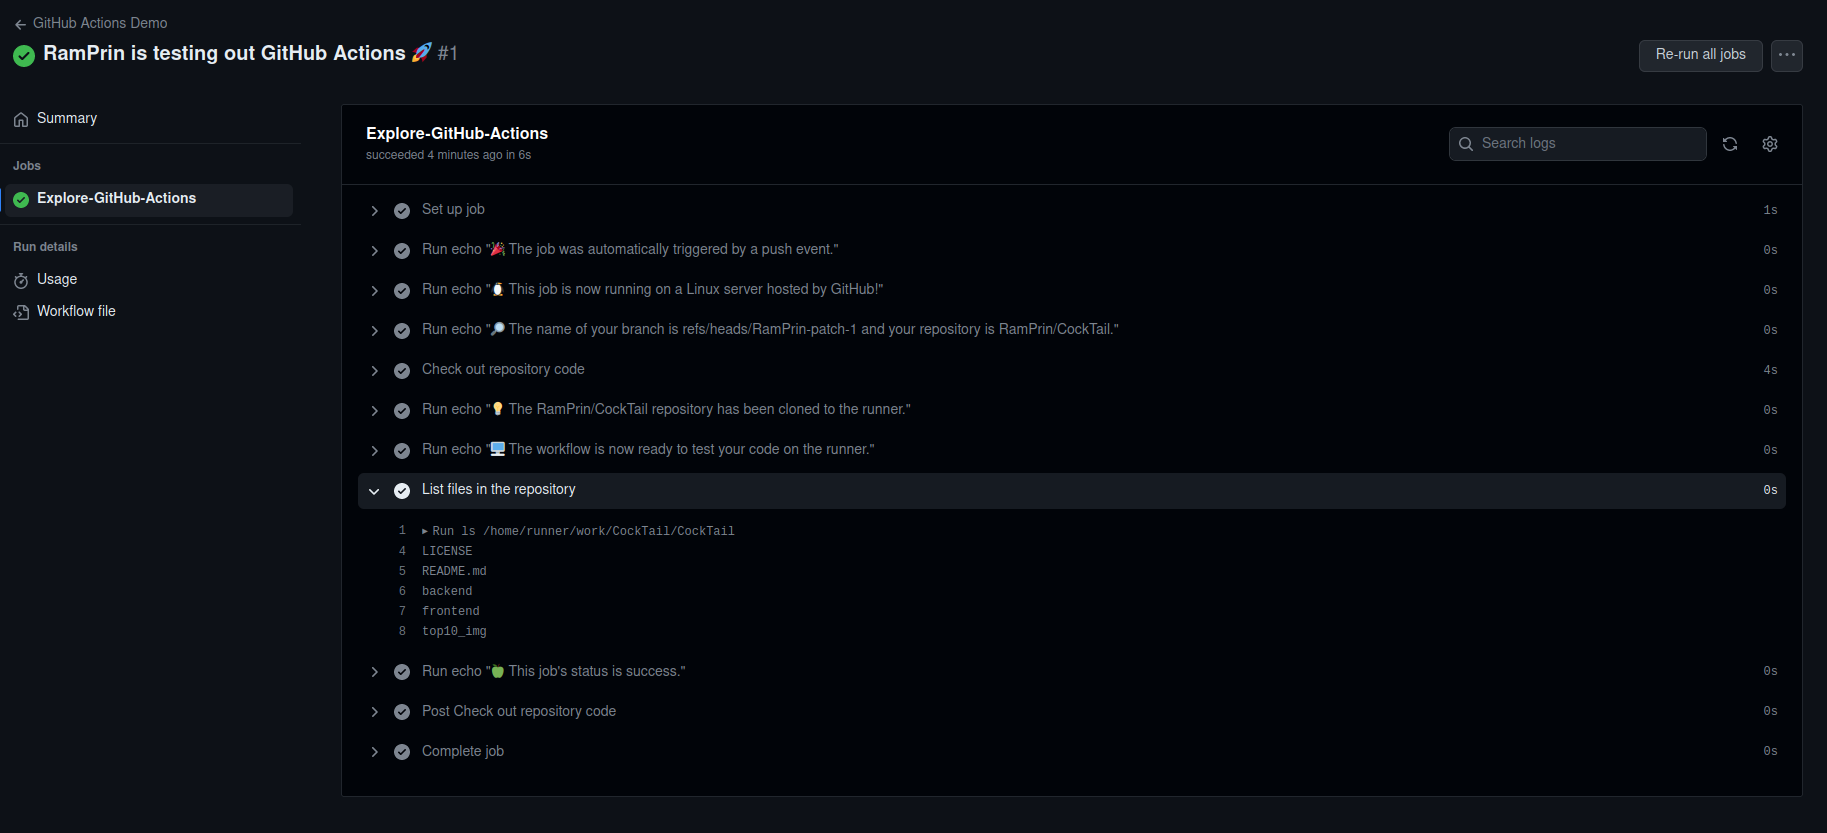 ← GitHub Actions Demo
RamPrin is testing out GitHub Actions 🚀 #1
Re-run all jobs
Summary
Jobs
Explore-GitHub-Actions
Run details
Usage
Workflow file
Explore-GitHub-Actions
succeeded 4 minutes ago in 6s
Search logs
Set up job 1s
Run echo "🎉 The job was automatically triggered by a push event." 0s
Run echo "🐧 This job is now running on a Linux server hosted by GitHub!" 0s
Run echo "🔎 The name of your branch is refs/heads/RamPrin-patch-1 and your repository is RamPrin/CockTail." 0s
Check out repository code 4s
Run echo "💡 The RamPrin/CockTail repository has been cloned to the runner." 0s
Run echo "🖥️ The workflow is now ready to test your code on the runner." 0s
List files in the repository 0s
1 ▸ Run ls /home/runner/work/CockTail/CockTail
4 LICENSE
5 README.md
6 backend
7 frontend
8 top10_img
Run echo "🍏 This job's status is success." 0s
Post Check out repository code 0s
Complete job 0s